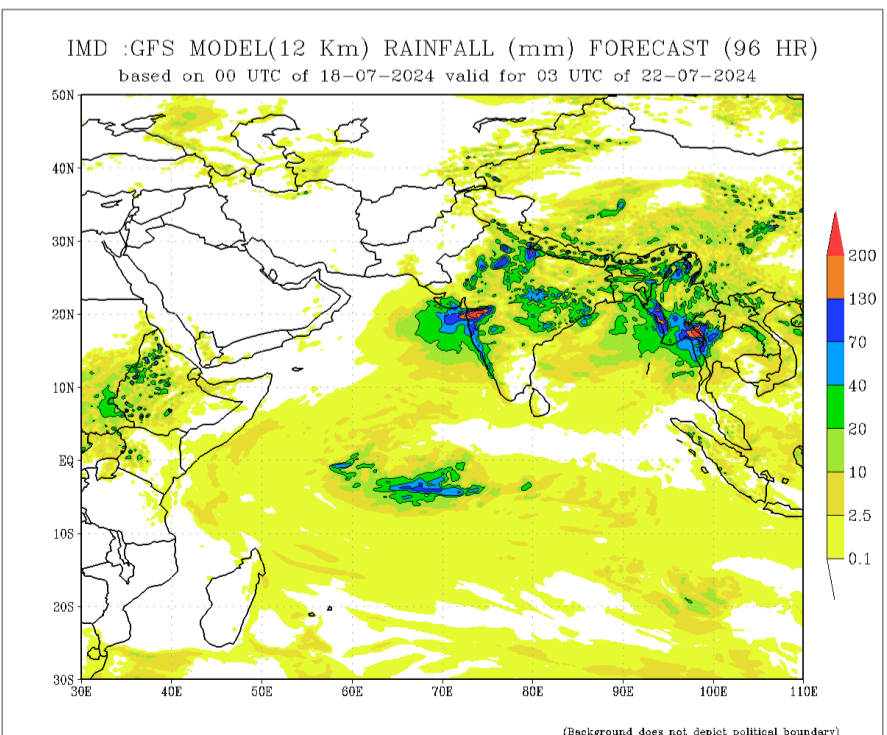 IMD :GFS MODEL(12 Km) RAINFALL (mm) FORECAST (96 HR)
based on 00 UTC of 18-07-2024 valid for 03 UTC of 22-07-2024
50N
40N
30N
20N
10N
EQ
10S
20S
30S
30E 40E 50E 60E 70E 80E 90E 100E 110E
200
130
70
40
20
10
2.5
0.1
(Background does not depict political boundary)